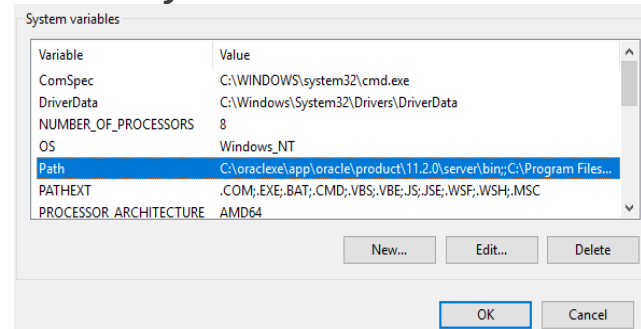 System variables
Variable Value
ComSpec C:\WINDOWS\system32\cmd.exe
DriverData C:\Windows\System32\Drivers\DriverData
NUMBER_OF_PROCESSORS 8
OS Windows_NT
Path C:\oraclexe\app\oracle\product\11.2.0\server\bin;;C:\Program Files...
PATHEXT .COM;.EXE;.BAT;.CMD;.VBS;.VBE;.JS;.JSE;.WSF;.WSH;.MSC
PROCESSOR_ARCHITECTURE AMD64
New... Edit... Delete
OK Cancel